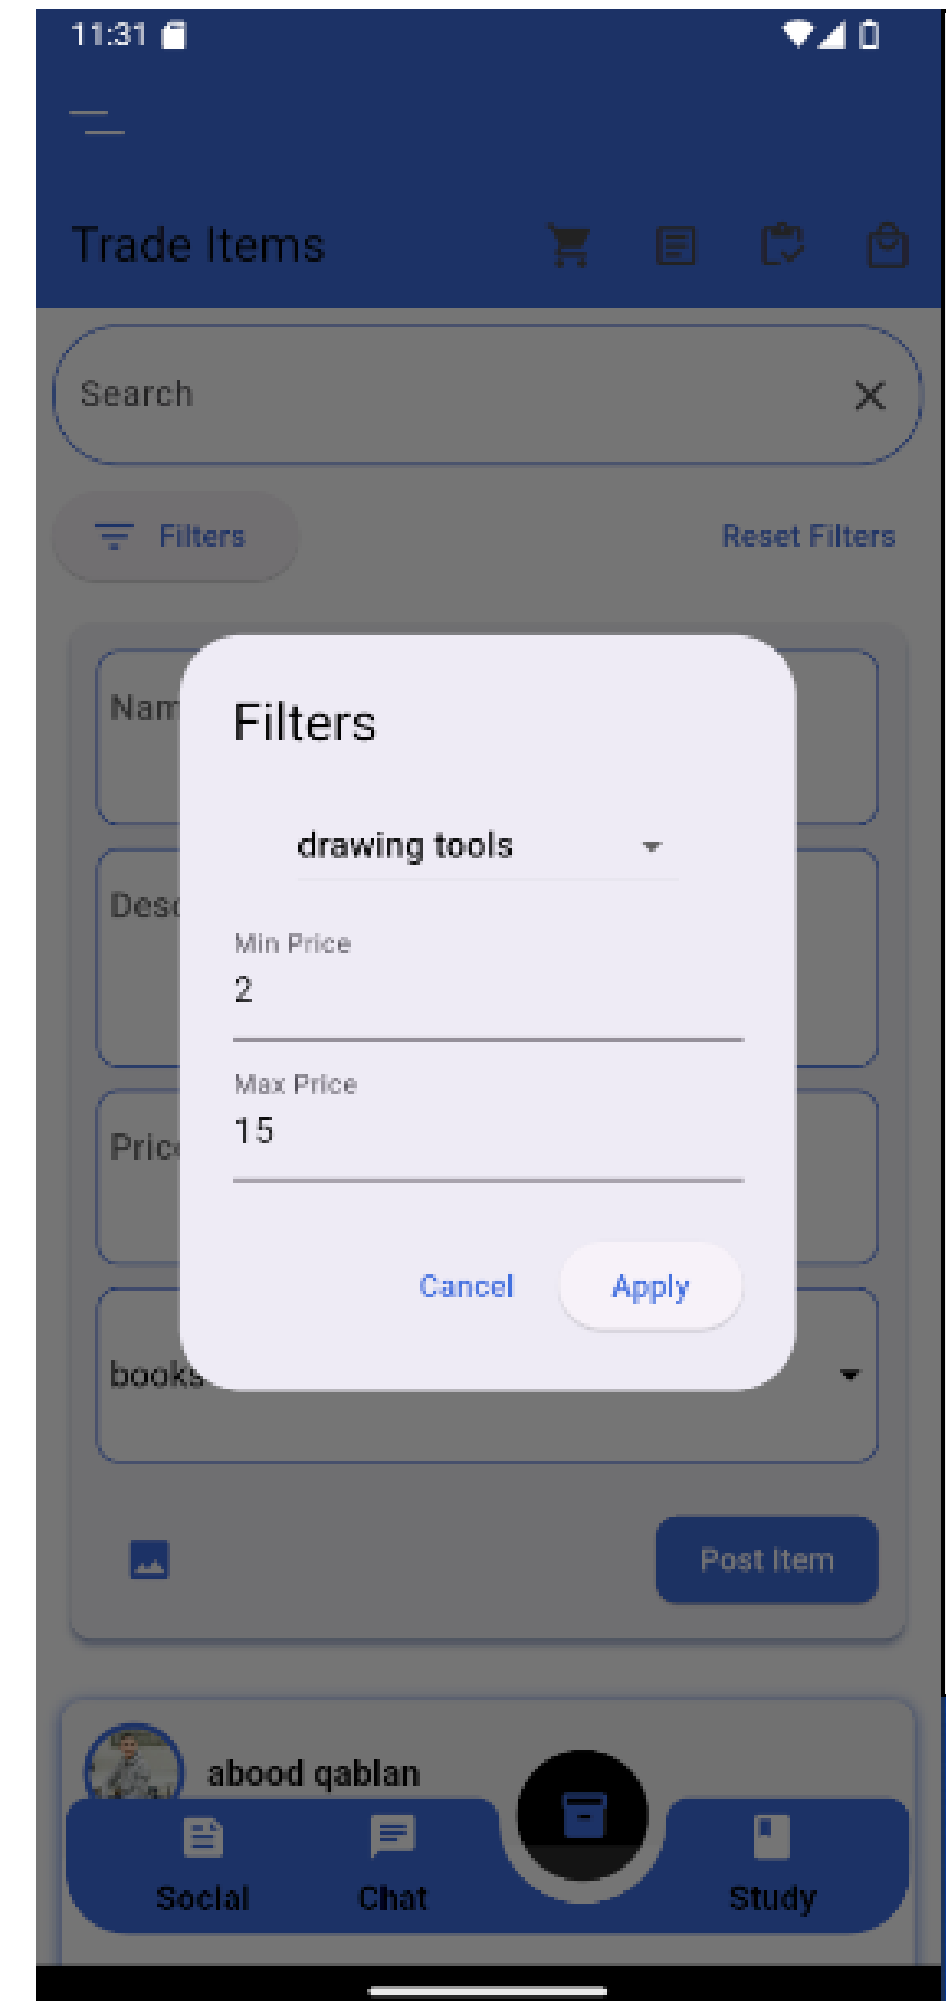 11:31
Trade Items
Search
Filters
Reset Filters
Nam
Filters
drawing tools
Desc
Min Price
2
Max Price
15
Price
Cancel
Apply
books
Post Item
abood qablan
Social
Chat
Study